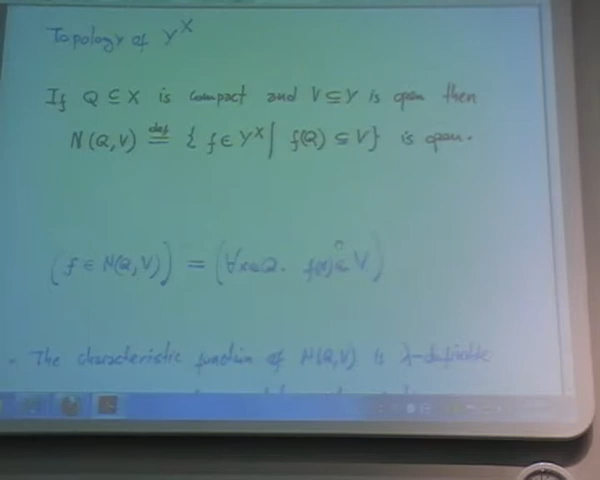 Topology of Y^X
If Q ⊆ X is compact and V ⊆ Y is open then
N(Q,V) ≝ { f ∈ Y^X | f(Q) ⊆ V } is open.
(f ∈ N(Q,V)) = (∀x∈Q. f(x) ∈ V)
- The characteristic function of N(Q,V) is λ-definable